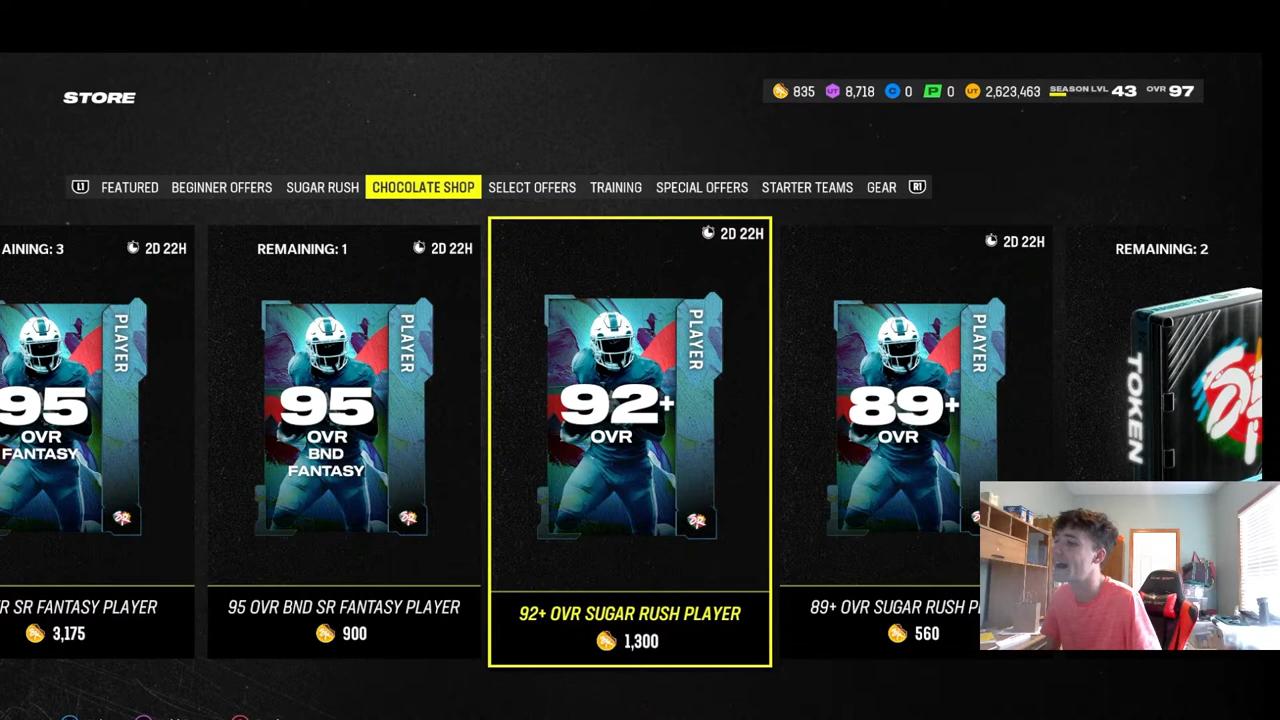 STORE
835 UT 8,718 C 0 P 0 UT 2,623,463 SEASON LVL 43 OVR 97
L1 FEATURED BEGINNER OFFERS SUGAR RUSH CHOCOLATE SHOP SELECT OFFERS TRAINING SPECIAL OFFERS STARTER TEAMS GEAR R1
AINING: 3 2D 22H
REMAINING: 1 2D 22H
2D 22H
2D 22H
REMAINING: 2
PLAYER
95
OVR
FANTASY
PLAYER
95
OVR
BND
FANTASY
PLAYER
92+
OVR
PLAYER
89+
OVR
TOKEN
R SR FANTASY PLAYER
3,175
95 OVR BND SR FANTASY PLAYER
900
92+ OVR SUGAR RUSH PLAYER
1,300
89+ OVR SUGAR RUSH P
560